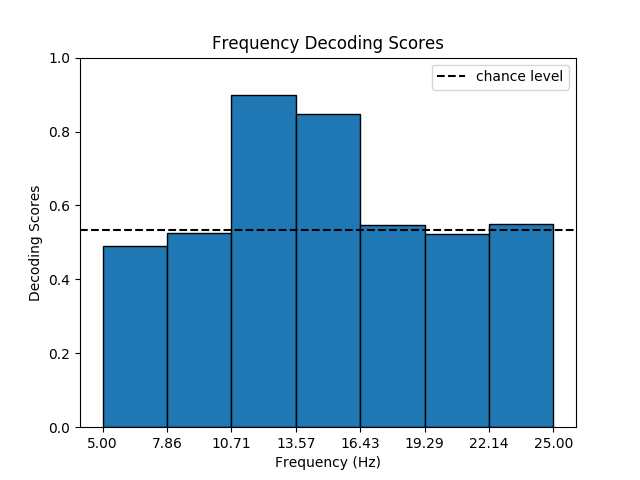 Frequency Decoding Scores
chance level
Decoding Scores
1.0
0.8
0.6
0.4
0.2
0.0
5.00 7.86 10.71 13.57 16.43 19.29 22.14 25.00
Frequency (Hz)